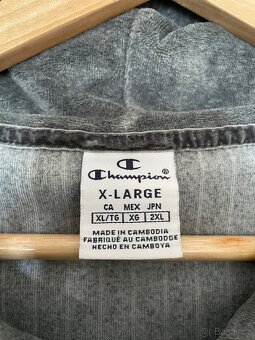 Champion
X-LARGE
CA MEX JPN
XL/TG XG 2XL
MADE IN CAMBODIA
FABRIQUÉ AU CAMBODGE
HECHO EN CAMBOYA